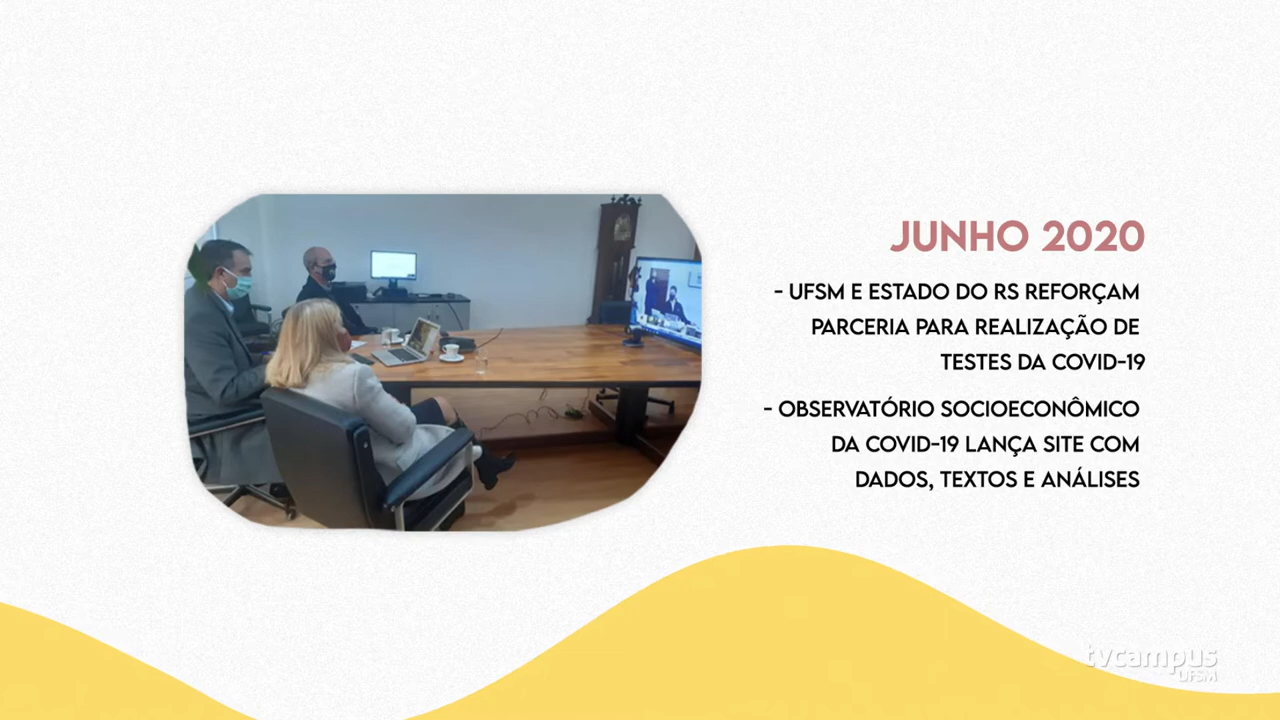 JUNHO 2020
- UFSM E ESTADO DO RS REFORÇAM
PARCERIA PARA REALIZAÇÃO DE
TESTES DA COVID-19
- OBSERVATÓRIO SOCIOECONÔMICO
DA COVID-19 LANÇA SITE COM
DADOS, TEXTOS E ANÁLISES
tvcampus
UFSM